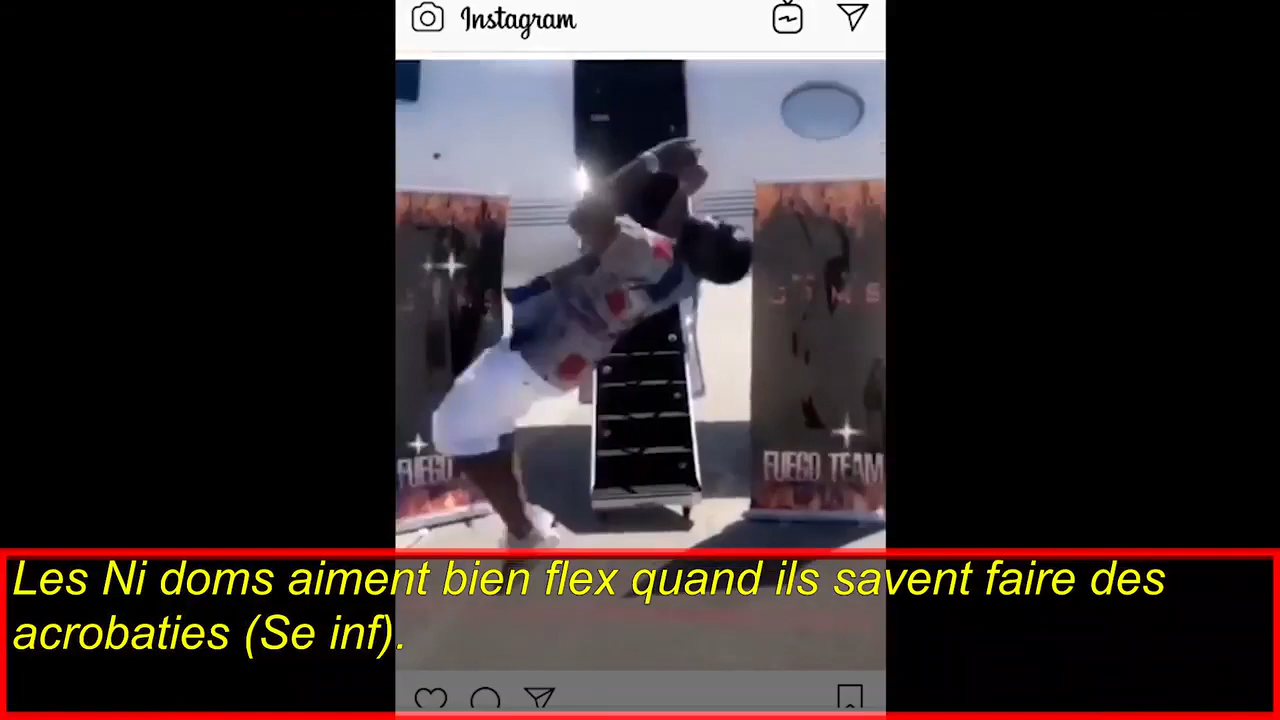 Instagram
FUEGO
FUEGO TEAM
Les Ni doms aiment bien flex quand ils savent faire des
acrobaties (Se inf).